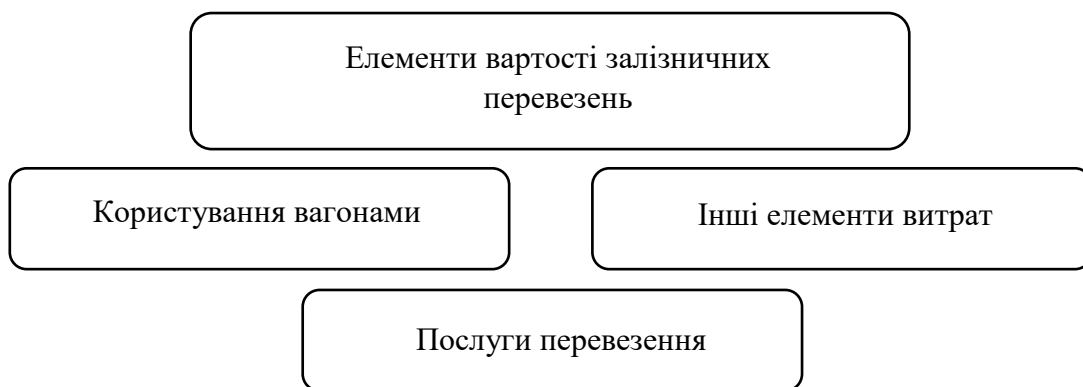 Елементи вартості залізничних
перевезень
Користування вагонами
Інші елементи витрат
Послуги перевезення